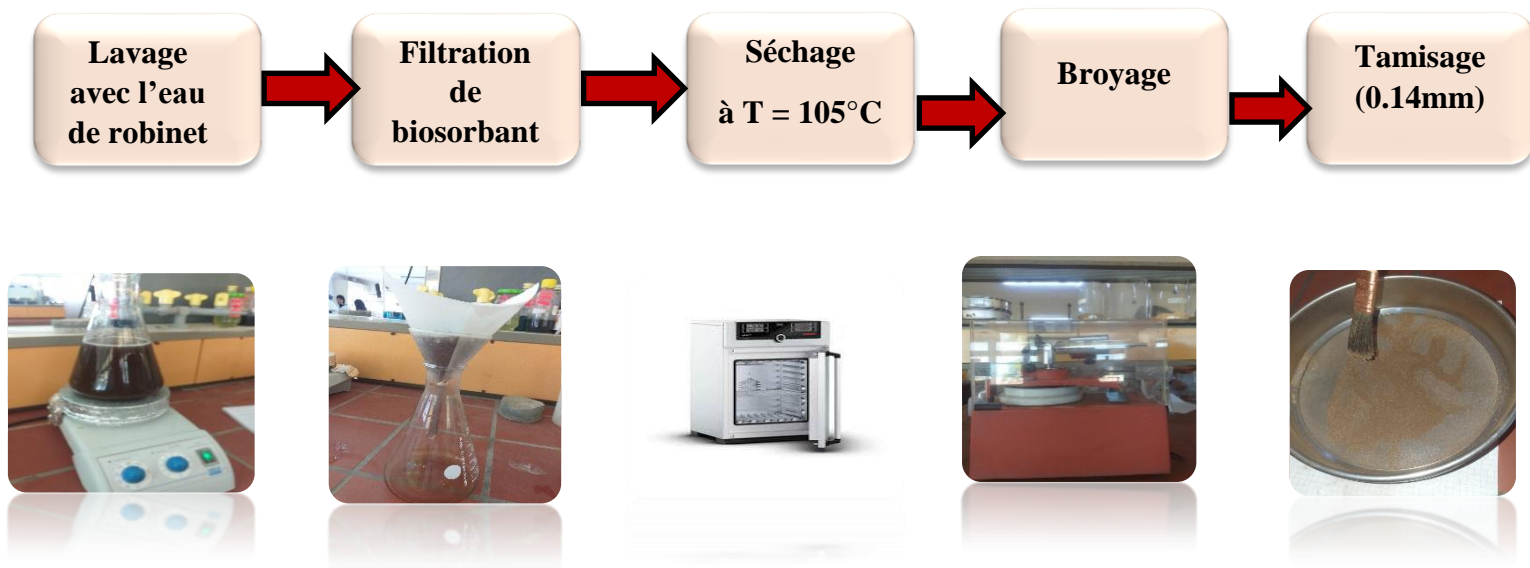 Lavage
avec l’eau
de robinet
Filtration
de
biosorbant
Séchage
à T = 105°C
Broyage
Tamisage
(0.14mm)